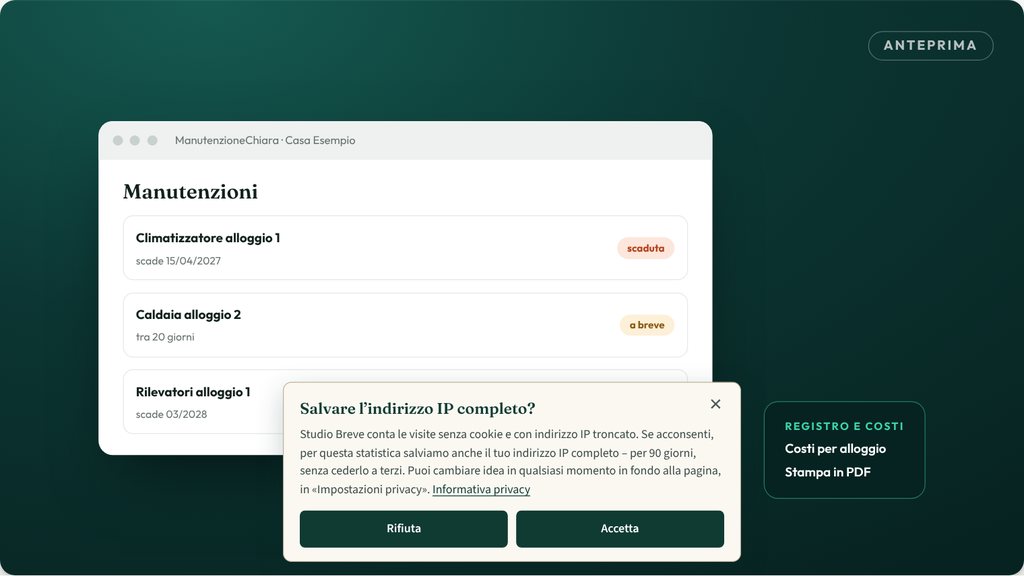 ANTEPRIMA
ManutenzioneChiara · Casa Esempio
Manutenzioni
Climatizzatore alloggio 1
scade 15/04/2027
scaduta
Caldaia alloggio 2
tra 20 giorni
a breve
Rilevatori alloggio 1
scade 03/2028
Salvare l’indirizzo IP completo?
Studio Breve conta le visite senza cookie e con indirizzo IP troncato. Se acconsenti,
per questa statistica salviamo anche il tuo indirizzo IP completo – per 90 giorni,
senza cederlo a terzi. Puoi cambiare idea in qualsiasi momento in fondo alla pagina,
in «Impostazioni privacy». Informativa privacy
Rifiuta
Accetta
REGISTRO E COSTI
Costi per alloggio
Stampa in PDF